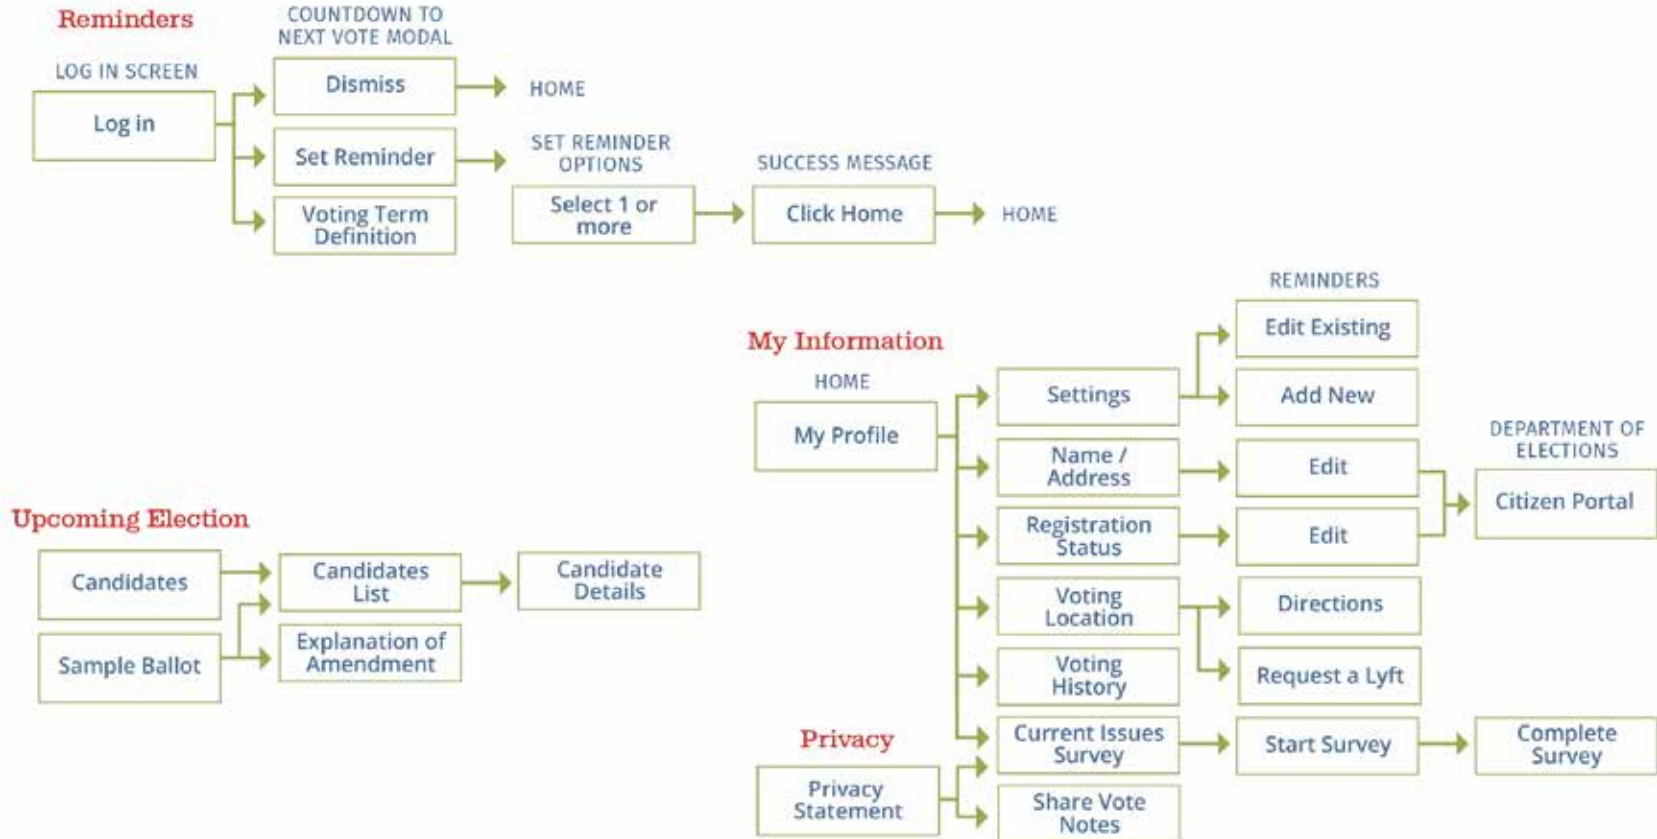 Reminders
COUNTDOWN TO
NEXT VOTE MODAL
LOG IN SCREEN
Log in
Dismiss
HOME
Set Reminder
SET REMINDER
OPTIONS
Select 1 or
more
SUCCESS MESSAGE
Click Home
HOME
Voting Term
Definition
My Information
HOME
My Profile
Settings
REMINDERS
Edit Existing
Add New
Name /
Address
Edit
Registration
Status
Edit
DEPARTMENT OF
ELECTIONS
Citizen Portal
Voting
Location
Directions
Request a Lyft
Voting
History
Current Issues
Survey
Start Survey
Complete
Survey
Upcoming Election
Candidates
Candidates
List
Candidate
Details
Sample Ballot
Explanation of
Amendment
Privacy
Privacy
Statement
Share Vote
Notes